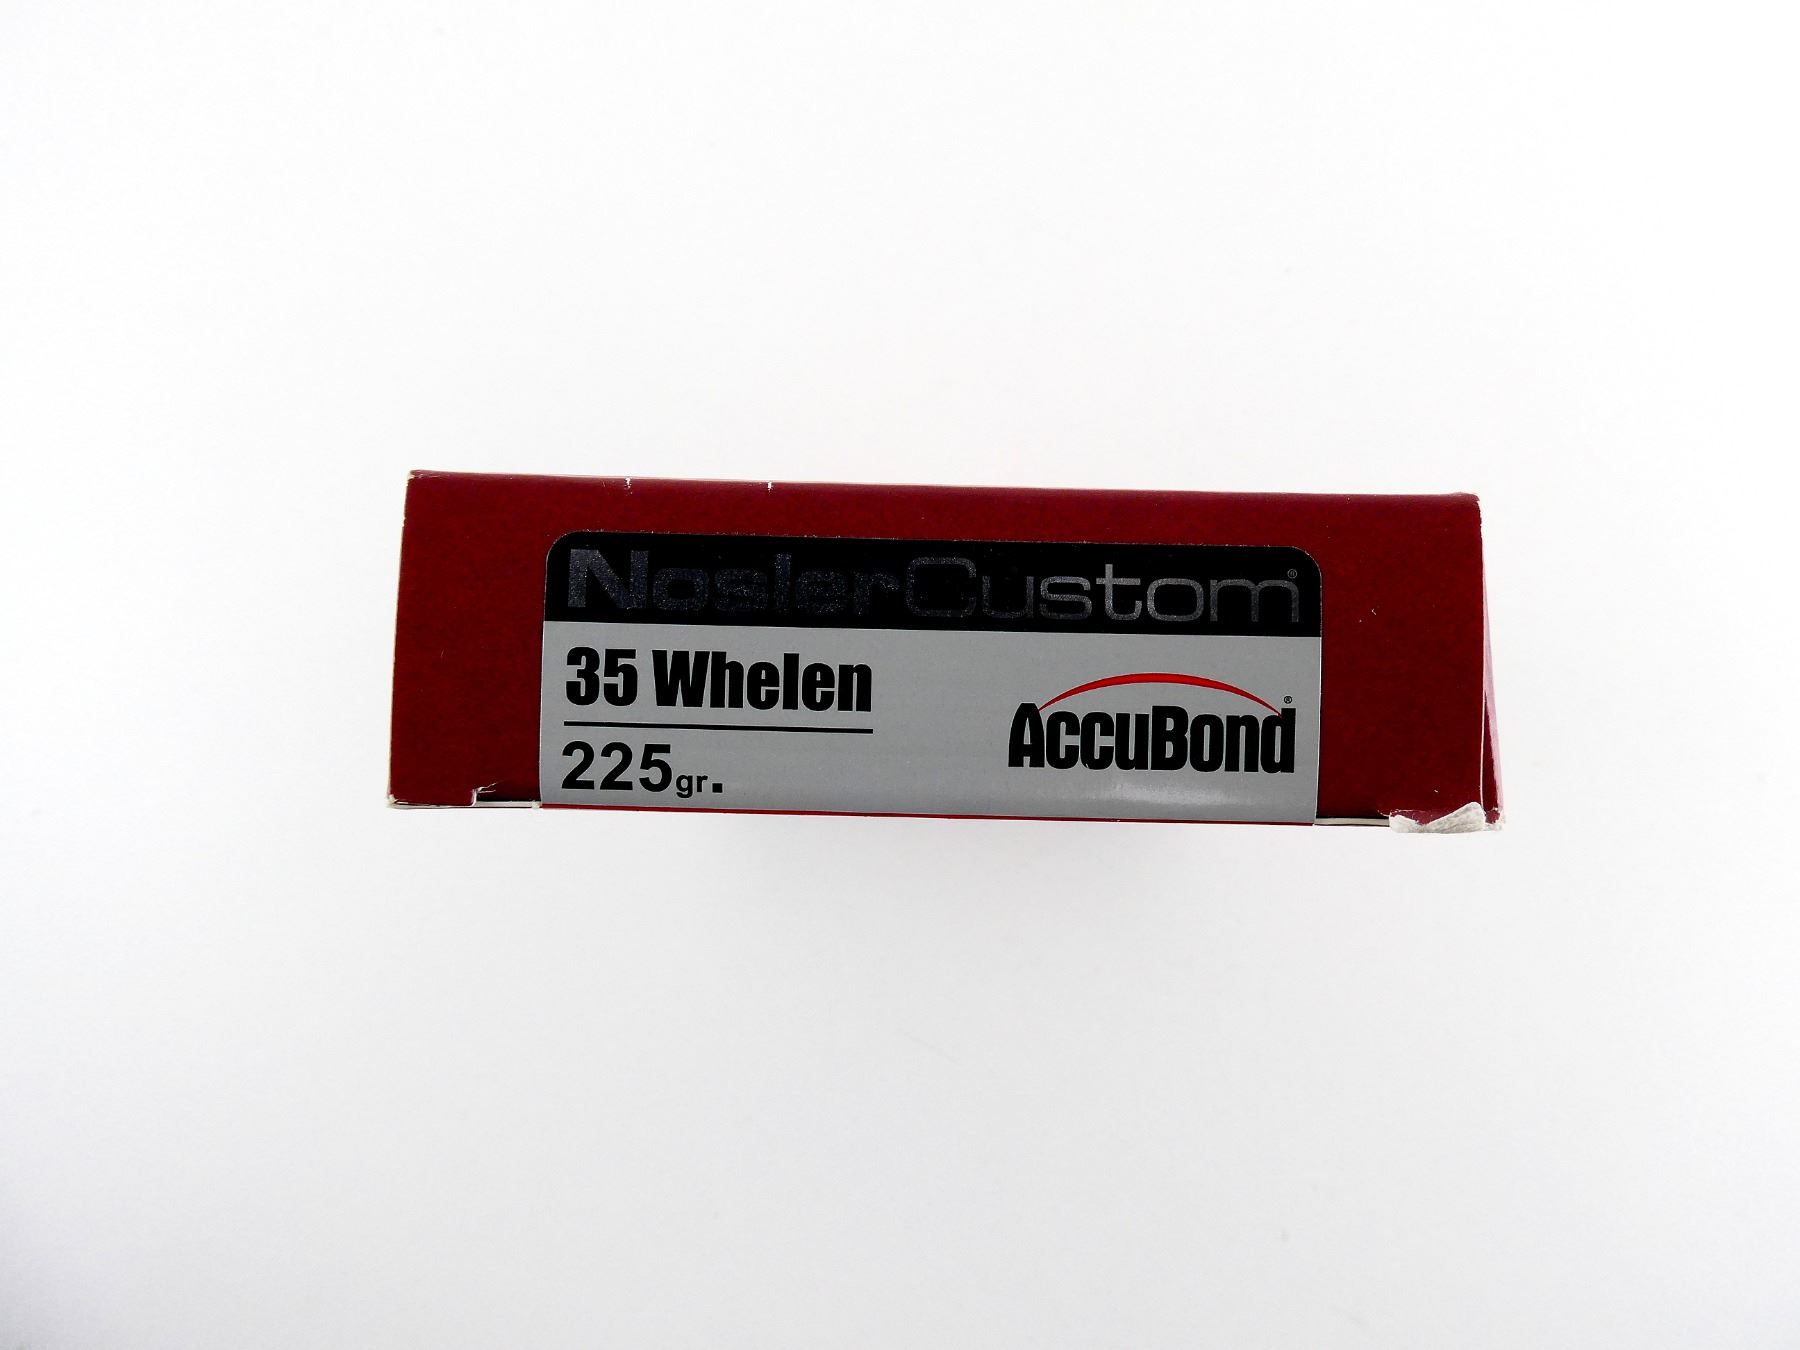 NoslerCustom®
35 Whelen
225gr.
AccuBond®